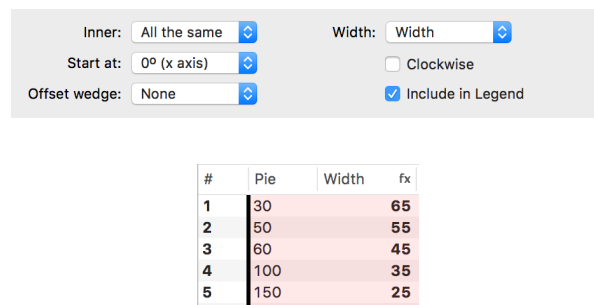 Inner: All the same Width: Width
Start at: 0º (x axis) Clockwise
Offset wedge: None Include in Legend
# Pie Width fx
1 30 65
2 50 55
3 60 45
4 100 35
5 150 25